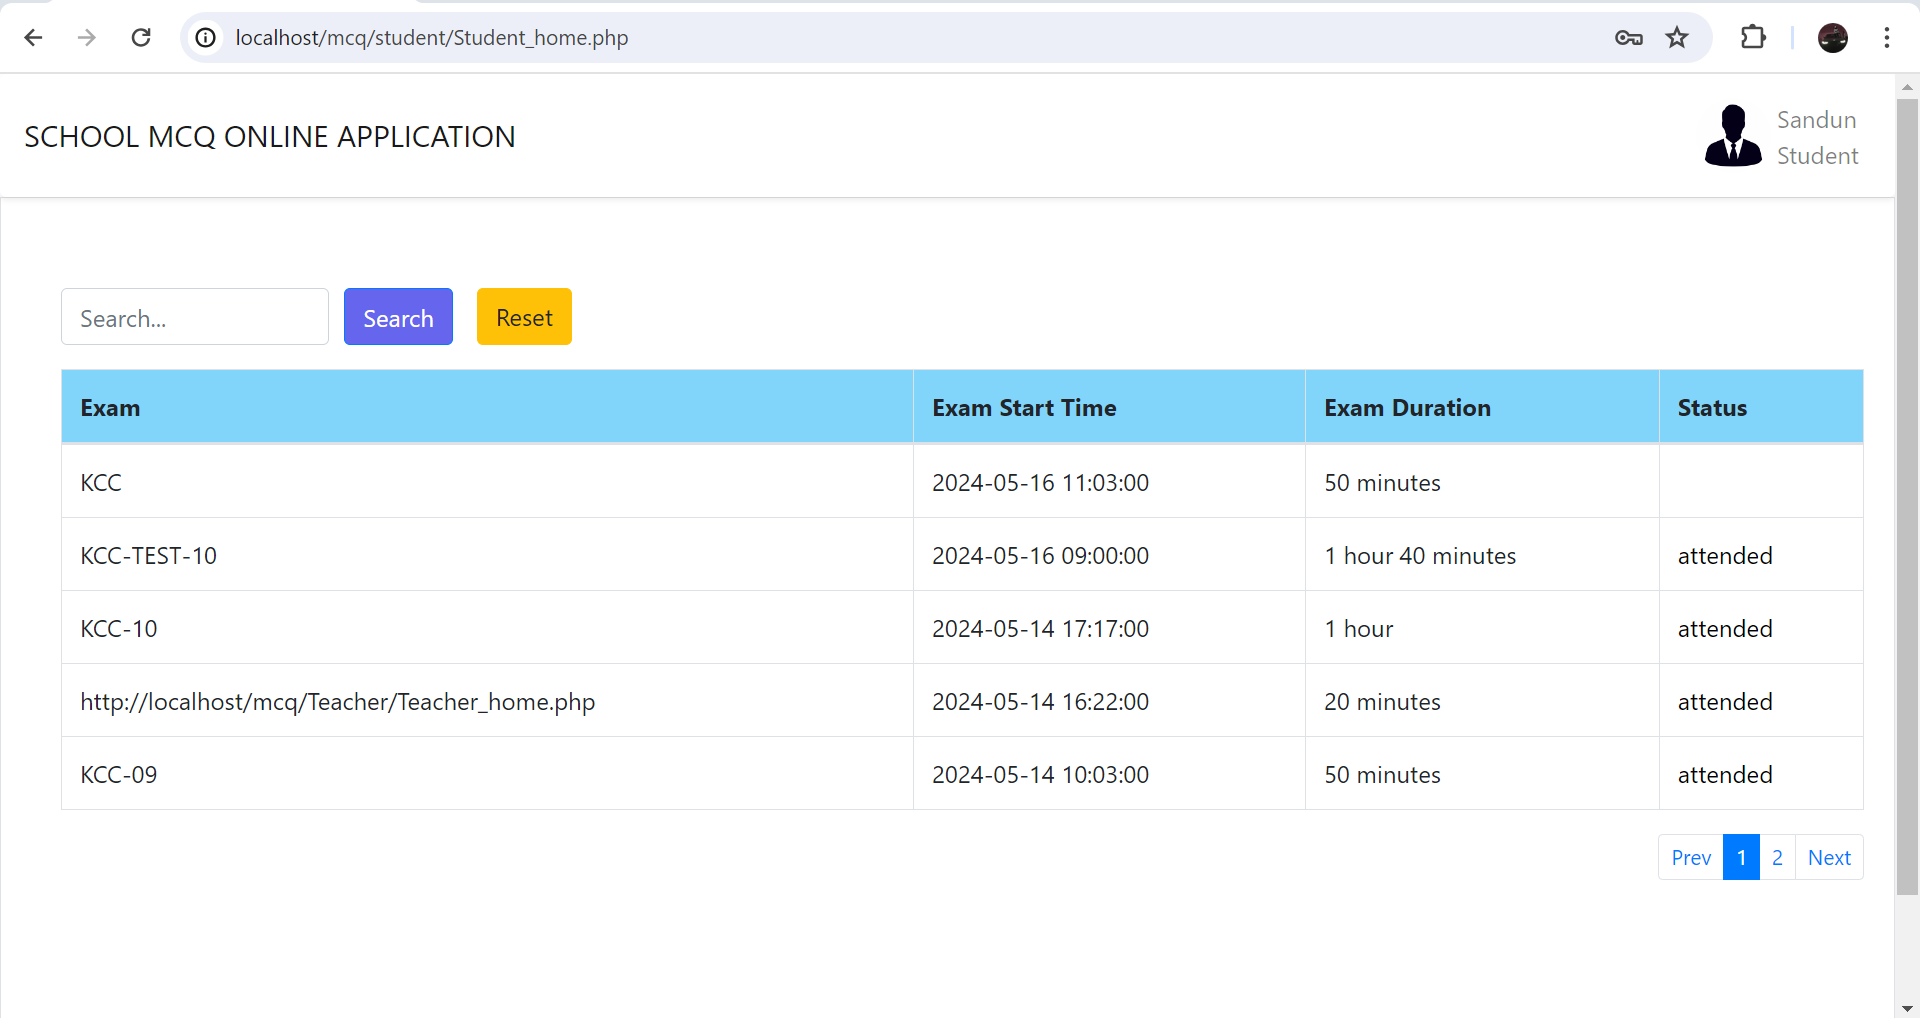 localhost/mcq/student/Student_home.php
SCHOOL MCQ ONLINE APPLICATION
Sandun
Student
Search... Search Reset
Exam Exam Start Time Exam Duration Status
KCC 2024-05-16 11:03:00 50 minutes
KCC-TEST-10 2024-05-16 09:00:00 1 hour 40 minutes attended
KCC-10 2024-05-14 17:17:00 1 hour attended
http://localhost/mcq/Teacher/Teacher_home.php 2024-05-14 16:22:00 20 minutes attended
KCC-09 2024-05-14 10:03:00 50 minutes attended
Prev 1 2 Next